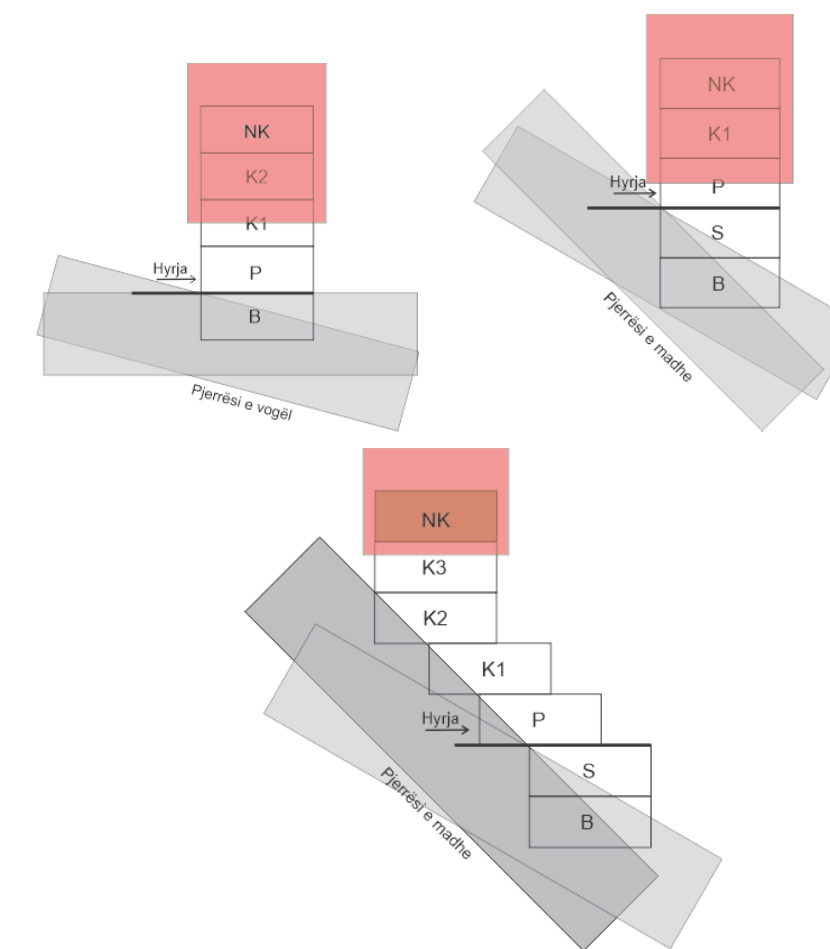 NK
K2
K1
Hyrja
P
B
Pjerrësi e vogël
NK
K1
Hyrja
P
S
B
Pjerrësi e madhe
NK
K3
K2
K1
Hyrja
P
S
B
Pjerrësi e madhe